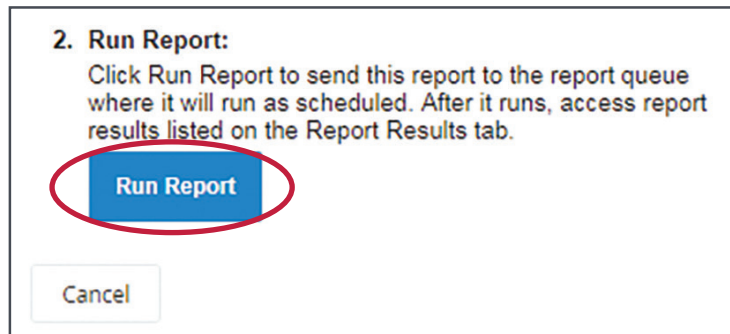 2. Run Report:
Click Run Report to send this report to the report queue
where it will run as scheduled. After it runs, access report
results listed on the Report Results tab.
Run Report
Cancel